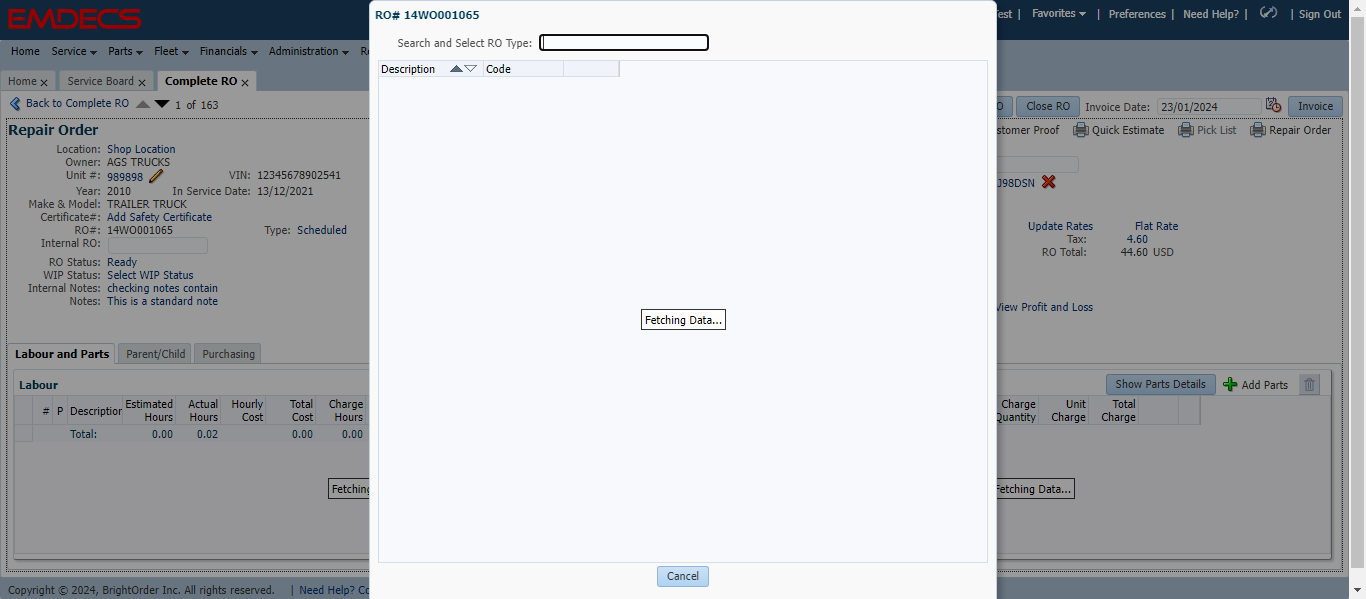 EMDECS
est | Favorites | Preferences | Need Help? | | Sign Out
Home Service Parts Fleet Financials Administration Re
Home x Service Board x Complete RO x
Back to Complete RO 1 of 163
O Close RO Invoice Date: 23/01/2024 Invoice
stomer Proof Quick Estimate Pick List Repair Order
Repair Order
Location: Shop Location
Owner: AGS TRUCKS
Unit #: 989898 VIN: 12345678902541
J98DSN
Year: 2010 In Service Date: 13/12/2021
Make & Model: TRAILER TRUCK
Certificate#: Add Safety Certificate
RO#: 14WO001065 Type: Scheduled
Internal RO:
RO Status: Ready
WIP Status: Select WIP Status
Internal Notes: checking notes contain
Notes: This is a standard note
Update Rates Flat Rate
Tax: 4.60
RO Total: 44.60 USD
View Profit and Loss
Labour and Parts Parent/Child Purchasing
Labour
Show Parts Details Add Parts
# P Description Estimated Hours Actual Hours Hourly Cost Total Cost Charge Hours
Charge Quantity Unit Charge Total Charge
Total: 0.00 0.02 0.00 0.00
Fetching
Fetching Data...
Copyright © 2024, BrightOrder Inc. All rights reserved. | Need Help? Co
RO# 14WO001065
Search and Select RO Type:
Description Code
Fetching Data...
Cancel